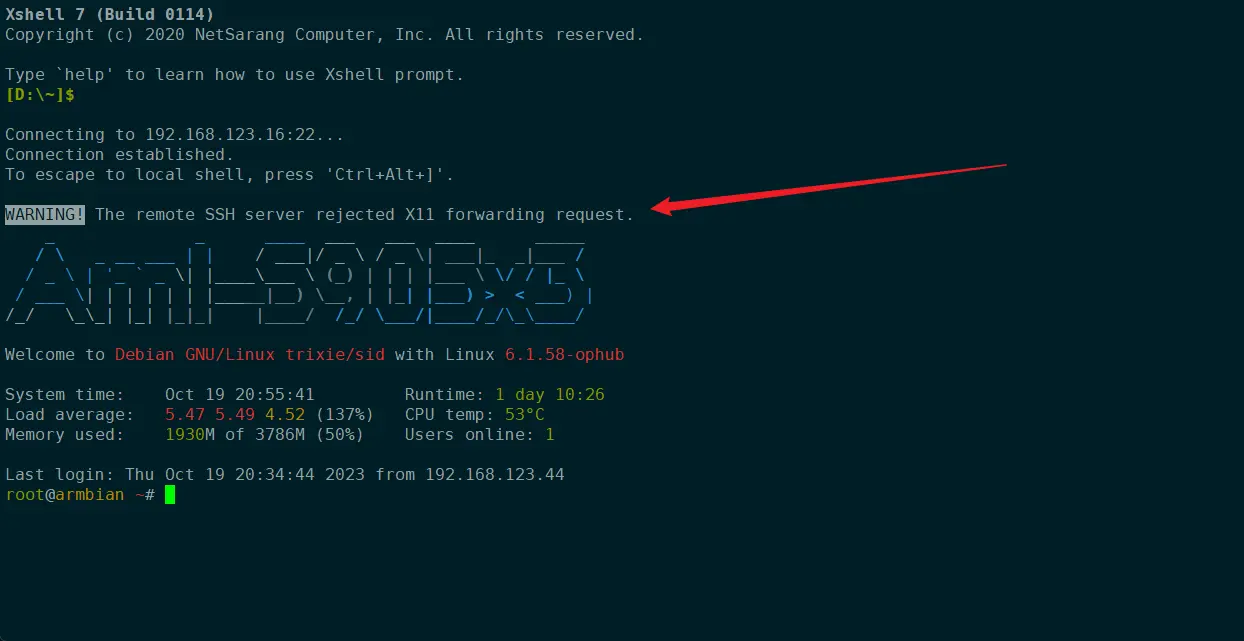 Xshell 7 (Build 0114)
Copyright (c) 2020 NetSarang Computer, Inc. All rights reserved.
Type `help' to learn how to use Xshell prompt.
[D:\~]$
Connecting to 192.168.123.16:22...
Connection established.
To escape to local shell, press 'Ctrl+Alt+]'.
WARNING! The remote SSH server rejected X11 forwarding request.
Aml-S905x3
Welcome to Debian GNU/Linux trixie/sid with Linux 6.1.58-ophub
System time: Oct 19 20:55:41 Runtime: 1 day 10:26
Load average: 5.47 5.49 4.52 (137%) CPU temp: 53°C
Memory used: 1930M of 3786M (50%) Users online: 1
Last login: Thu Oct 19 20:34:44 2023 from 192.168.123.44
root@armbian ~#